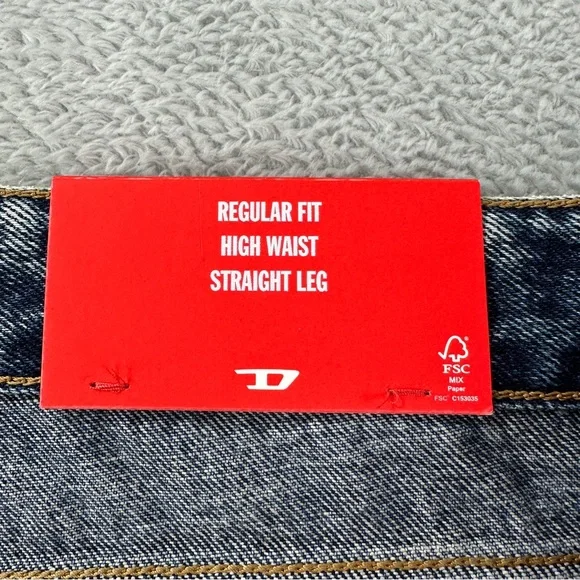 REGULAR FIT
HIGH WAIST
STRAIGHT LEG
D
FSC
MIX
Paper
FSC® C153035